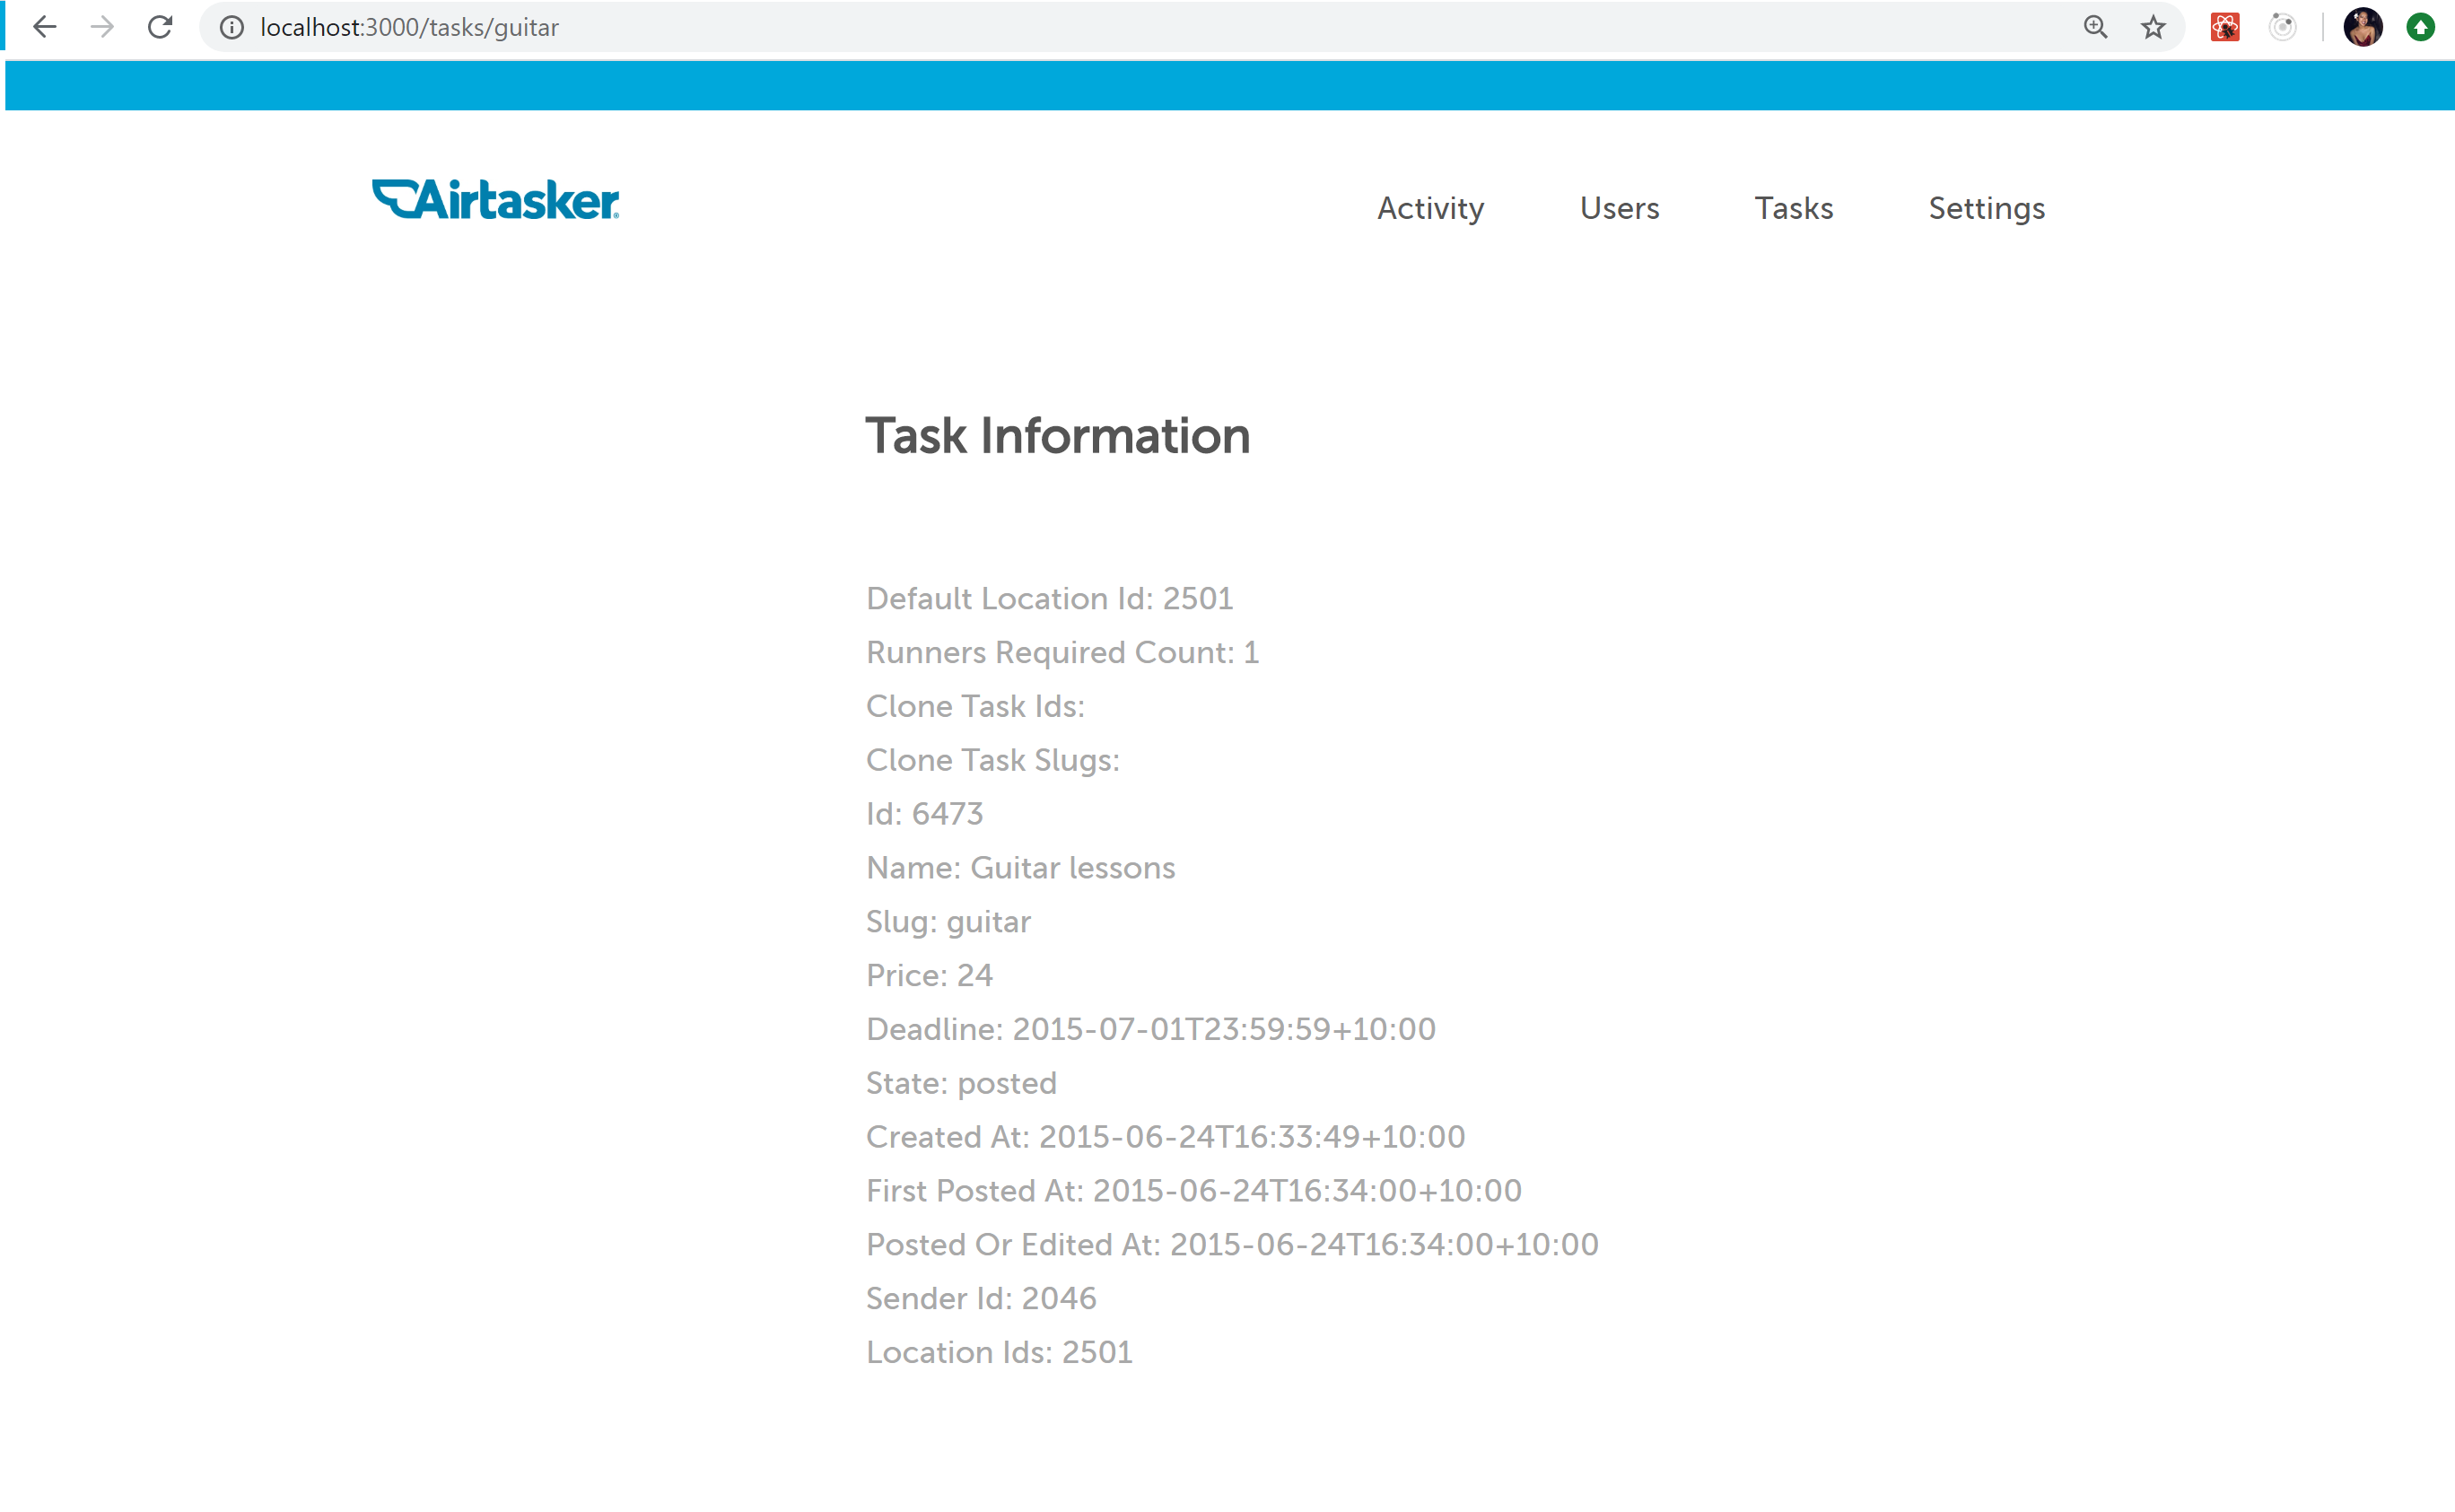 localhost:3000/tasks/guitar
Airtasker
Activity Users Tasks Settings
Task Information
Default Location Id: 2501
Runners Required Count: 1
Clone Task Ids:
Clone Task Slugs:
Id: 6473
Name: Guitar lessons
Slug: guitar
Price: 24
Deadline: 2015-07-01T23:59:59+10:00
State: posted
Created At: 2015-06-24T16:33:49+10:00
First Posted At: 2015-06-24T16:34:00+10:00
Posted Or Edited At: 2015-06-24T16:34:00+10:00
Sender Id: 2046
Location Ids: 2501